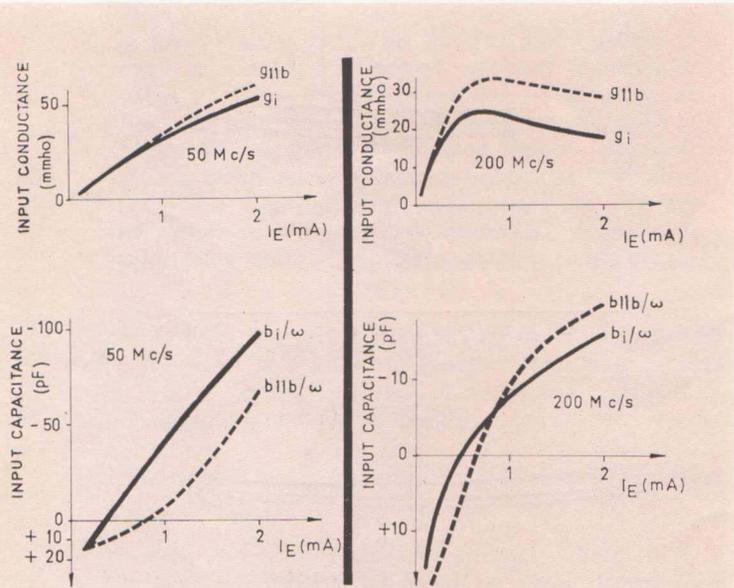 INPUT CONDUCTANCE
(mmho)
50
0
g11b
gi
50 Mc/s
1
2
IE(mA)
INPUT CONDUCTANCE
(mmho)
30
20
10
0
g11b
gi
200 Mc/s
1
2
IE(mA)
INPUT CAPACITANCE
(pF)
-100
-50
0
+
10
+ 20
50 Mc/s
bi/ω
b11b/ω
1
2
IE(mA)
INPUT CAPACITANCE
(pF)
-10
0
+10
b11b/ω
bi/ω
200 Mc/s
1
2
IE(mA)